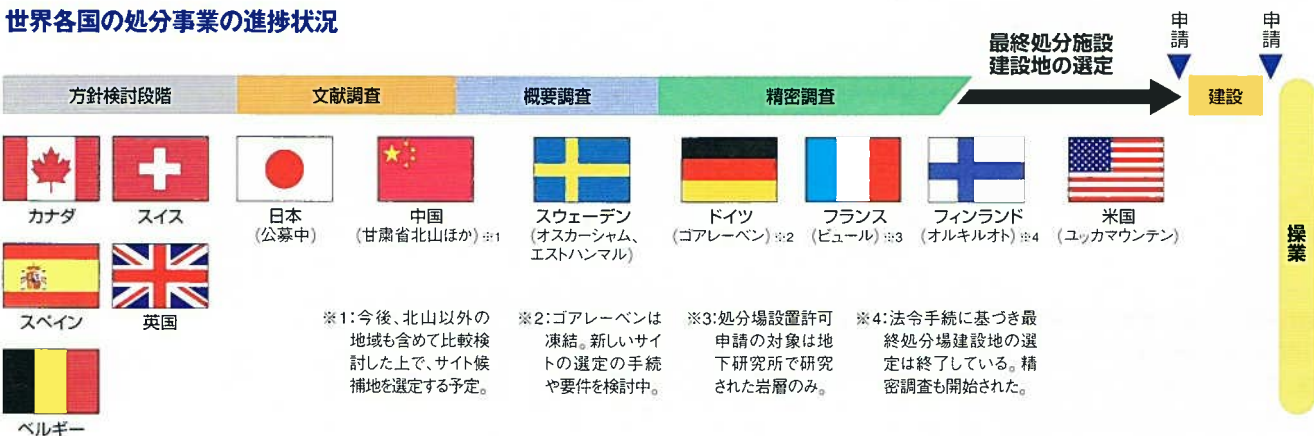 世界各国の処分事業の進捗状況
申請
申請
最終処分施設
建設地の選定
方針検討段階
文献調査
概要調査
精密調査
建設
カナダ
スイス
日本
(公募中)
中国
(甘粛省北山ほか)※1
スウェーデン
(オスカーシャム、
エストハンマル)
ドイツ
(ゴアレーベン)※2
フランス
(ビュール)※3
フィンランド
(オルキルオト)※4
米国
(ユッカマウンテン)
操業
スペイン
英国
ベルギー
※1:今後、北山以外の
地域も含めて比較検
討した上で、サイト候
補地を選定する予定。
※2:ゴアレーベンは
凍結。新しいサイ
トの選定の手続
や要件を検討中。
※3:処分場設置許可
申請の対象は地
下研究所で研究
された岩層のみ。
※4:法令手続に基づき最
終処分場建設地の選
定は終了している。精
密調査も開始された。